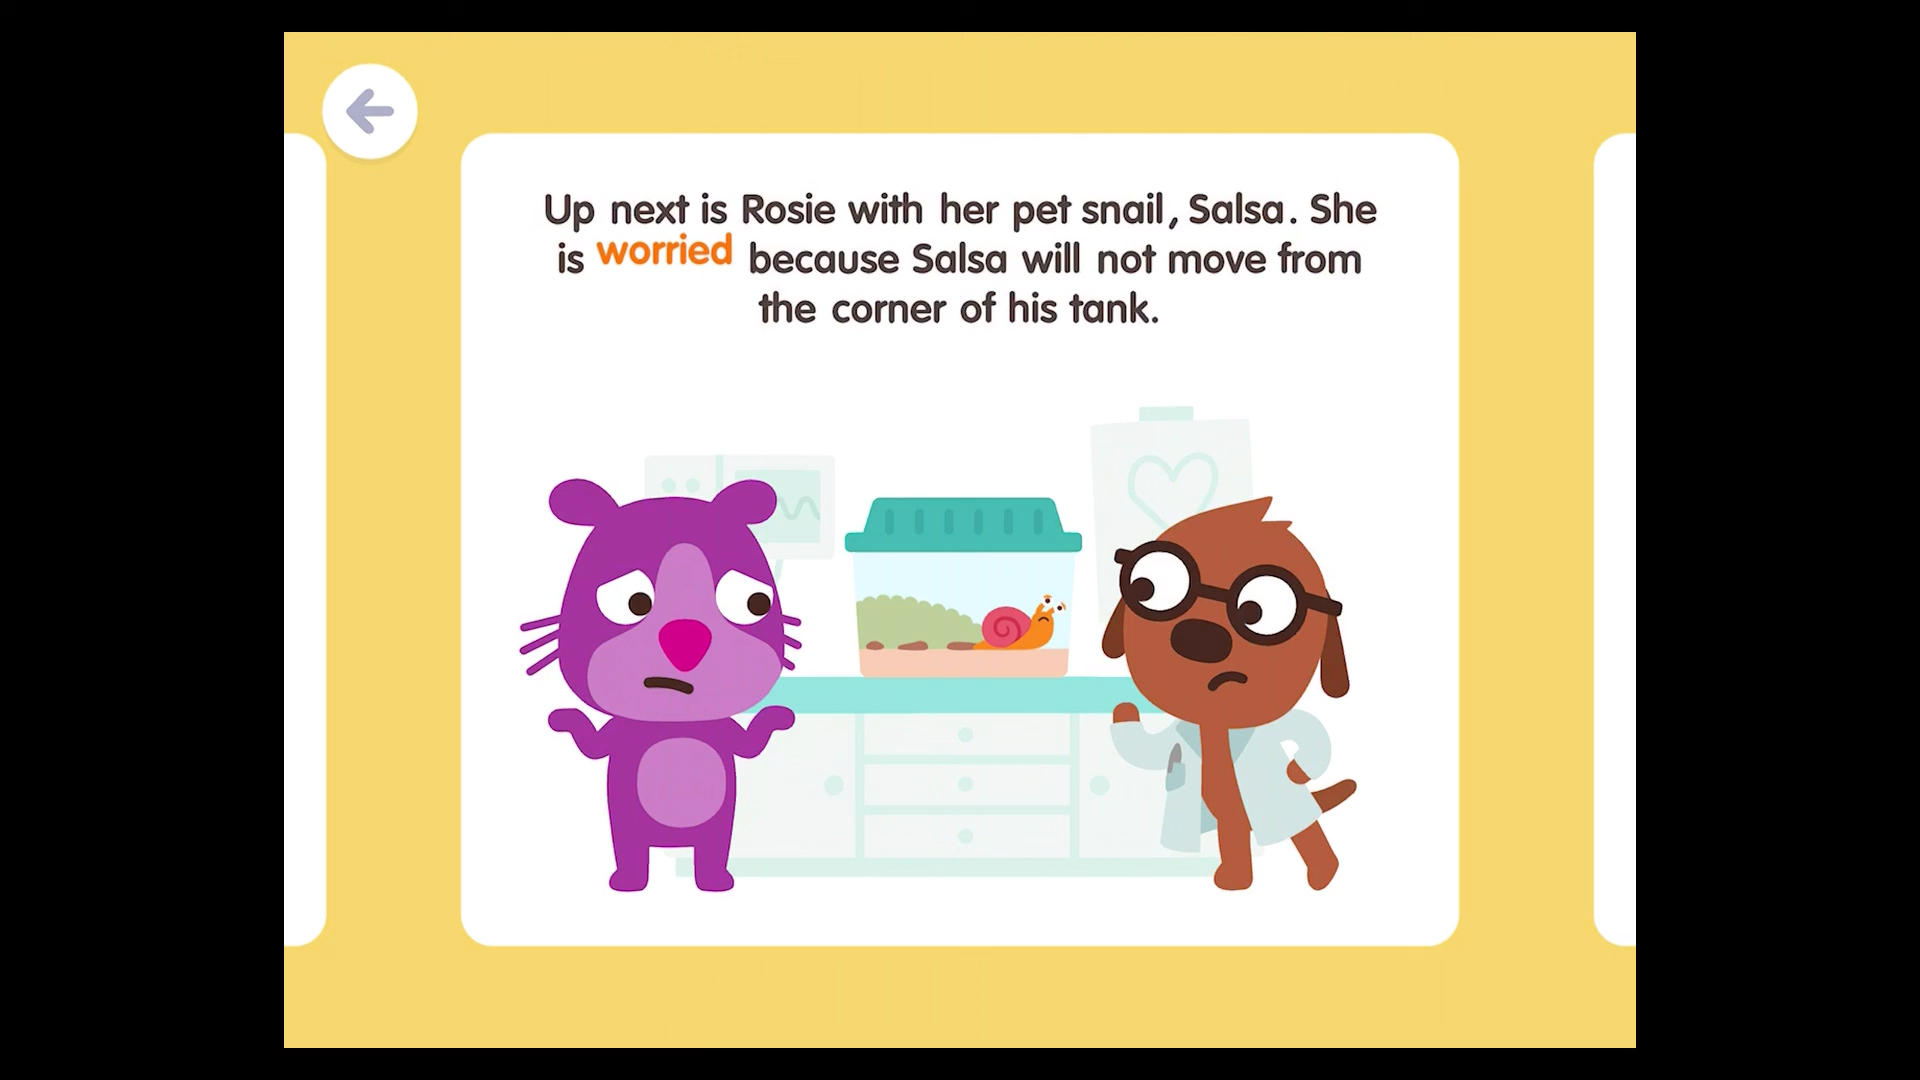 Up next is Rosie with her pet snail, Salsa. She
is worried because Salsa will not move from
the corner of his tank.